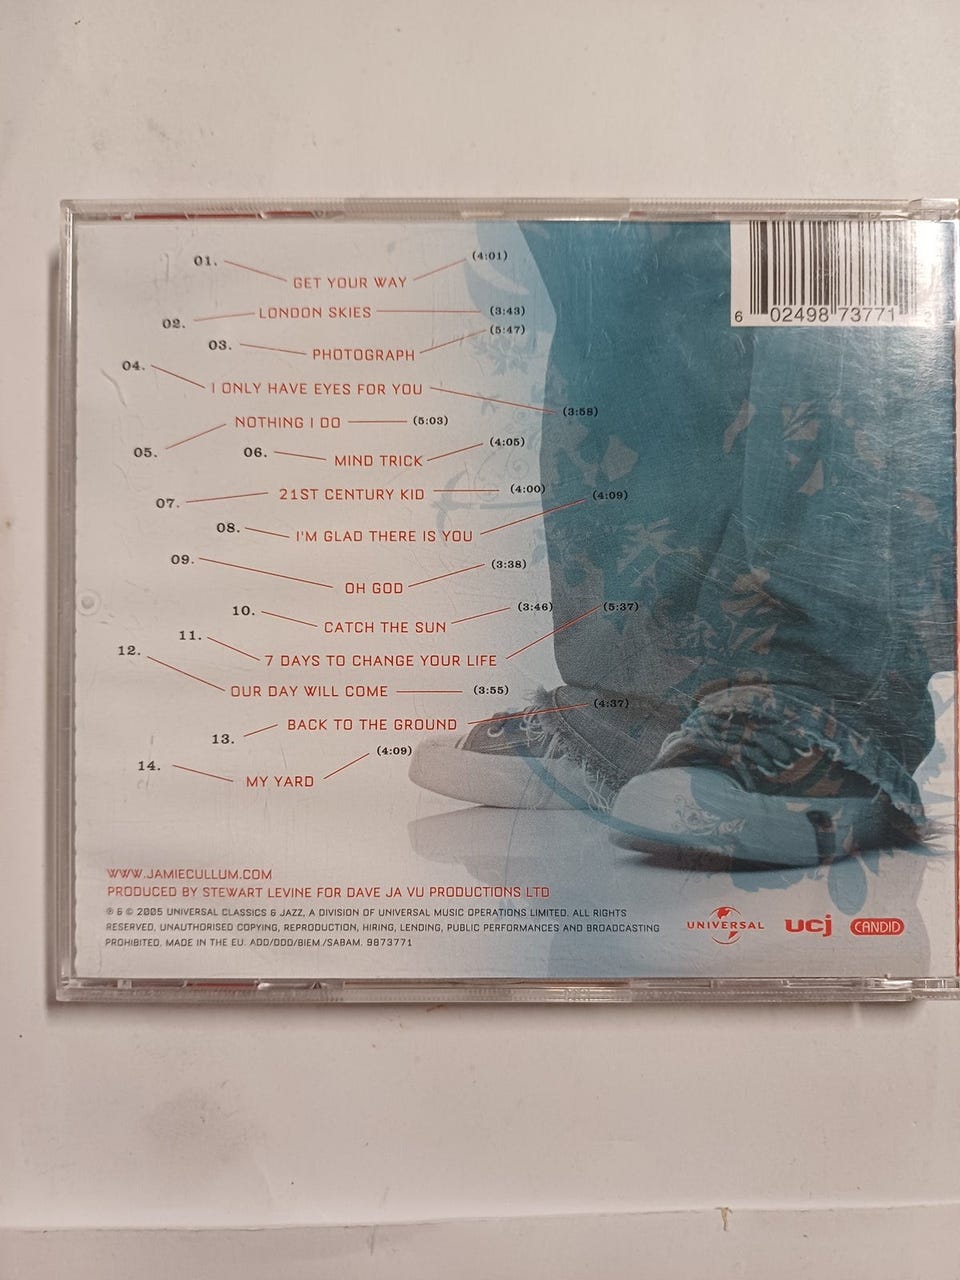 01. GET YOUR WAY (4:01)
02. LONDON SKIES (3:43)
03. PHOTOGRAPH (5:47)
04. I ONLY HAVE EYES FOR YOU (3:58)
05. NOTHING I DO (5:03)
06. MIND TRICK (4:05)
07. 21ST CENTURY KID (4:00)
08. I'M GLAD THERE IS YOU (4:09)
09. OH GOD (3:38)
10. CATCH THE SUN (3:46)
11. 7 DAYS TO CHANGE YOUR LIFE (5:37)
12. OUR DAY WILL COME (3:55)
13. BACK TO THE GROUND (4:37)
14. MY YARD (4:09)
6 02498 73771 2
WWW.JAMIECULLUM.COM
PRODUCED BY STEWART LEVINE FOR DAVE JA VU PRODUCTIONS LTD
℗ & © 2005 UNIVERSAL CLASSICS & JAZZ, A DIVISION OF UNIVERSAL MUSIC OPERATIONS LIMITED. ALL RIGHTS
RESERVED, UNAUTHORISED COPYING, REPRODUCTION, HIRING, LENDING, PUBLIC PERFORMANCES AND BROADCASTING
PROHIBITED. MADE IN THE EU. ADD/DDD/BIEM/SABAM. 9873771
UNIVERSAL ucj CANDID